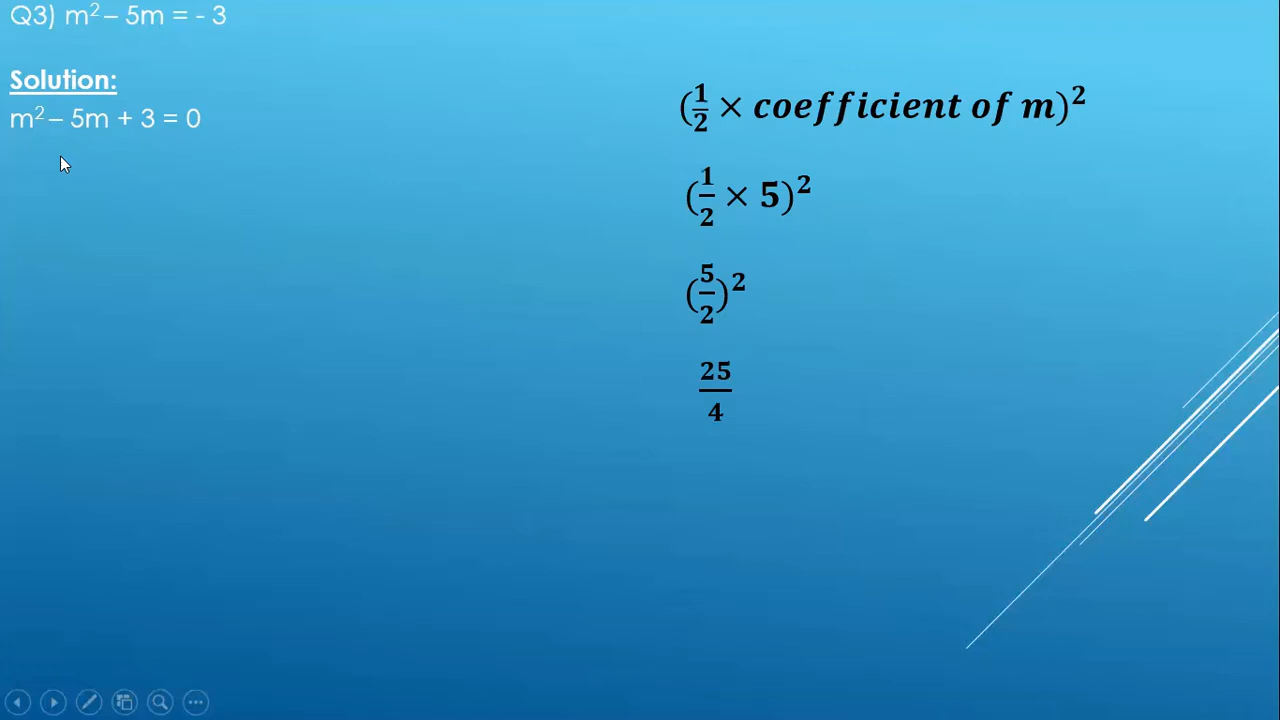 Q3) m² – 5m = - 3
Solution:
m² – 5m + 3 = 0
(1/2 × coefficient of m)²
(1/2 × 5)²
(5/2)²
25/4